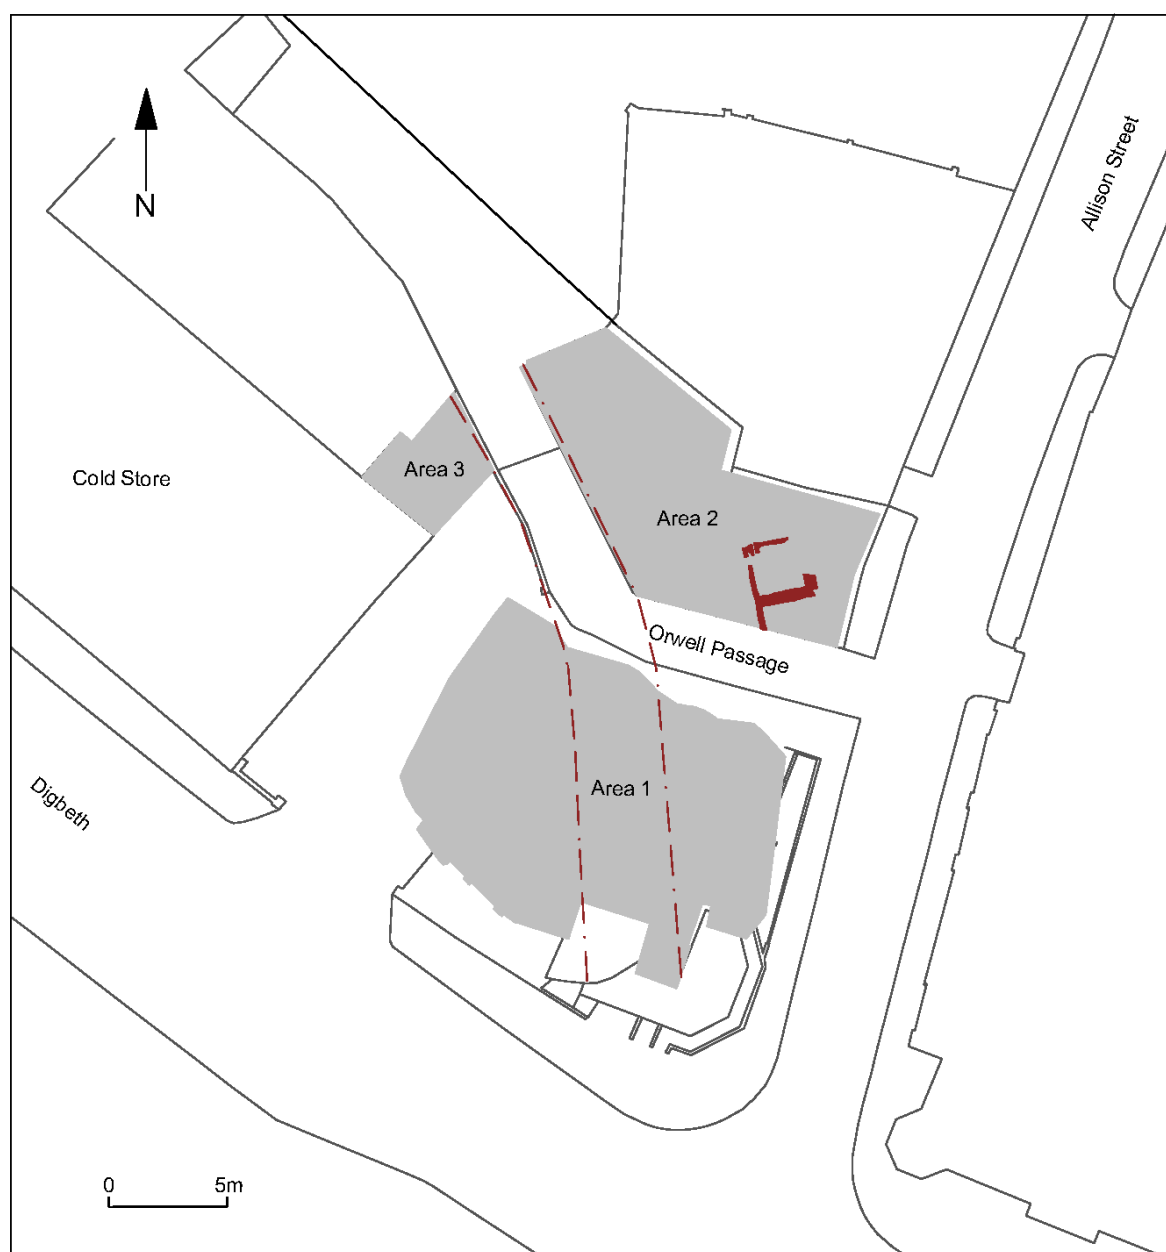 Allison Street
N
Area 3
Cold Store
Area 2
Orwell Passage
Area 1
Digbeth
0 5m